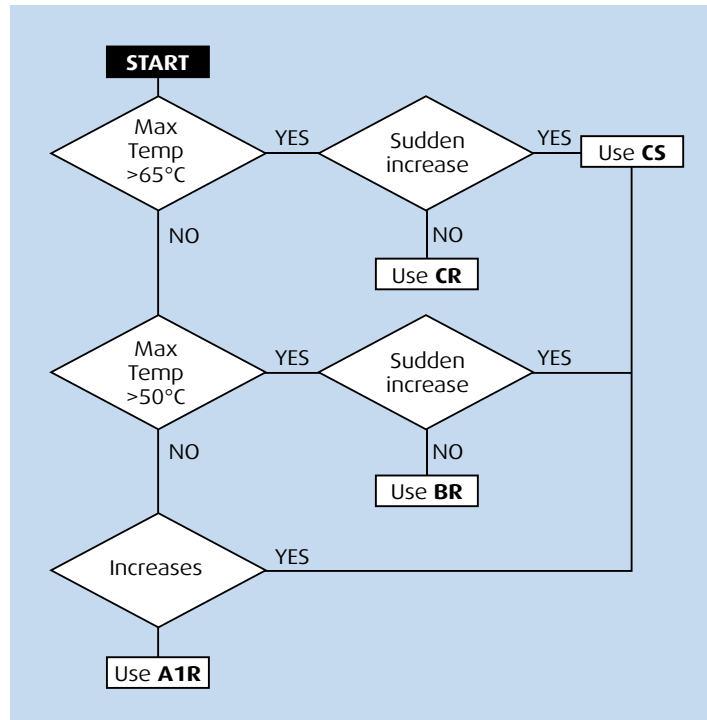 START
Max
Temp
>65°C
YES
Sudden
increase
YES
Use CS
NO
NO
Use CR
Max
Temp
>50°C
YES
Sudden
increase
YES
NO
NO
Use BR
Increases
YES
Use A1R